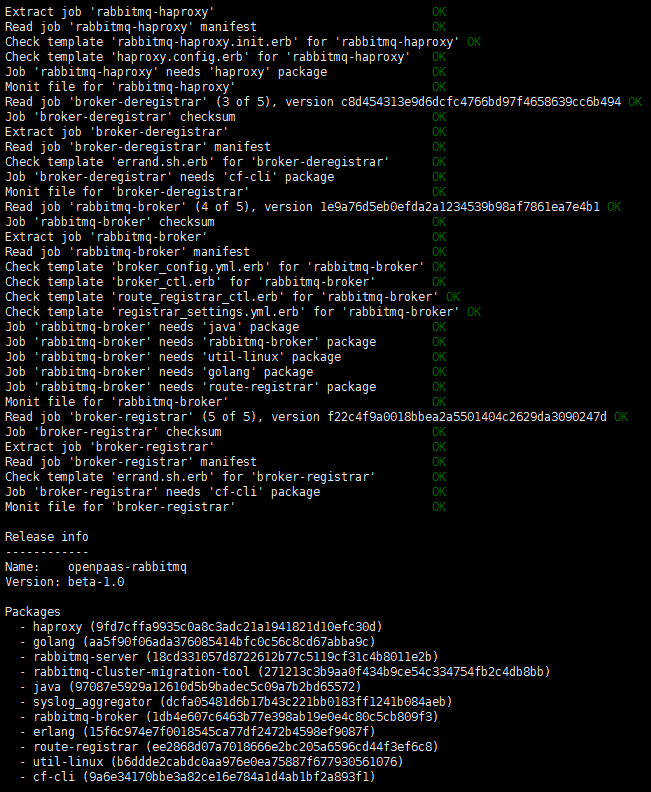 Extract job 'rabbitmq-haproxy' OK
Read job 'rabbitmq-haproxy' manifest OK
Check template 'rabbitmq-haproxy.init.erb' for 'rabbitmq-haproxy' OK
Check template 'haproxy.config.erb' for 'rabbitmq-haproxy' OK
Job 'rabbitmq-haproxy' needs 'haproxy' package OK
Monit file for 'rabbitmq-haproxy' OK
Read job 'broker-deregistrar' (3 of 5), version c8d454313e9d6dcfc4766bd97f4658639cc6b494 OK
Job 'broker-deregistrar' checksum OK
Extract job 'broker-deregistrar' OK
Read job 'broker-deregistrar' manifest OK
Check template 'errand.sh.erb' for 'broker-deregistrar' OK
Job 'broker-deregistrar' needs 'cf-cli' package OK
Monit file for 'broker-deregistrar' OK
Read job 'rabbitmq-broker' (4 of 5), version 1e9a76d5eb0efda2a1234539b98af7861ea7e4b1 OK
Job 'rabbitmq-broker' checksum OK
Extract job 'rabbitmq-broker' OK
Read job 'rabbitmq-broker' manifest OK
Check template 'broker_config.yml.erb' for 'rabbitmq-broker' OK
Check template 'broker_ctl.erb' for 'rabbitmq-broker' OK
Check template 'route_registrar_ctl.erb' for 'rabbitmq-broker' OK
Check template 'registrar_settings.yml.erb' for 'rabbitmq-broker' OK
Job 'rabbitmq-broker' needs 'java' package OK
Job 'rabbitmq-broker' needs 'rabbitmq-broker' package OK
Job 'rabbitmq-broker' needs 'util-linux' package OK
Job 'rabbitmq-broker' needs 'golang' package OK
Job 'rabbitmq-broker' needs 'route-registrar' package OK
Monit file for 'rabbitmq-broker' OK
Read job 'broker-registrar' (5 of 5), version f22c4f9a0018bbea2a5501404c2629da3090247d OK
Job 'broker-registrar' checksum OK
Extract job 'broker-registrar' OK
Read job 'broker-registrar' manifest OK
Check template 'errand.sh.erb' for 'broker-registrar' OK
Job 'broker-registrar' needs 'cf-cli' package OK
Monit file for 'broker-registrar' OK
Release info
------------
Name: openpaas-rabbitmq
Version: beta-1.0
Packages
- haproxy (9fd7cffa9935c0a8c3adc21a1941821d10efc30d)
- golang (aa5f90f06ada376085414bfc0c56c8cd67abba9c)
- rabbitmq-server (18cd331057d8722612b77c5119cf31c4b8011e2b)
- rabbitmq-cluster-migration-tool (271213c3b9aa0f434b9ce54c334754fb2c4db8bb)
- java (97087e5929a12610d5b9badec5c09a7b2bd65572)
- syslog_aggregator (dcfa05481d6b17b43c221bb0183ff1241b084aeb)
- rabbitmq-broker (1db4e607c6463b77e398ab19e0e4c80c5cb809f3)
- erlang (15f6c974e7f0018545ca77df2472b4598ef9087f)
- route-registrar (ee2868d07a7018666e2bc205a6596cd44f3ef6c8)
- util-linux (b6ddde2cabdc0aa976e0ea75887f677930561076)
- cf-cli (9a6e34170bbe3a82ce16e784a1d4ab1bf2a893f1)